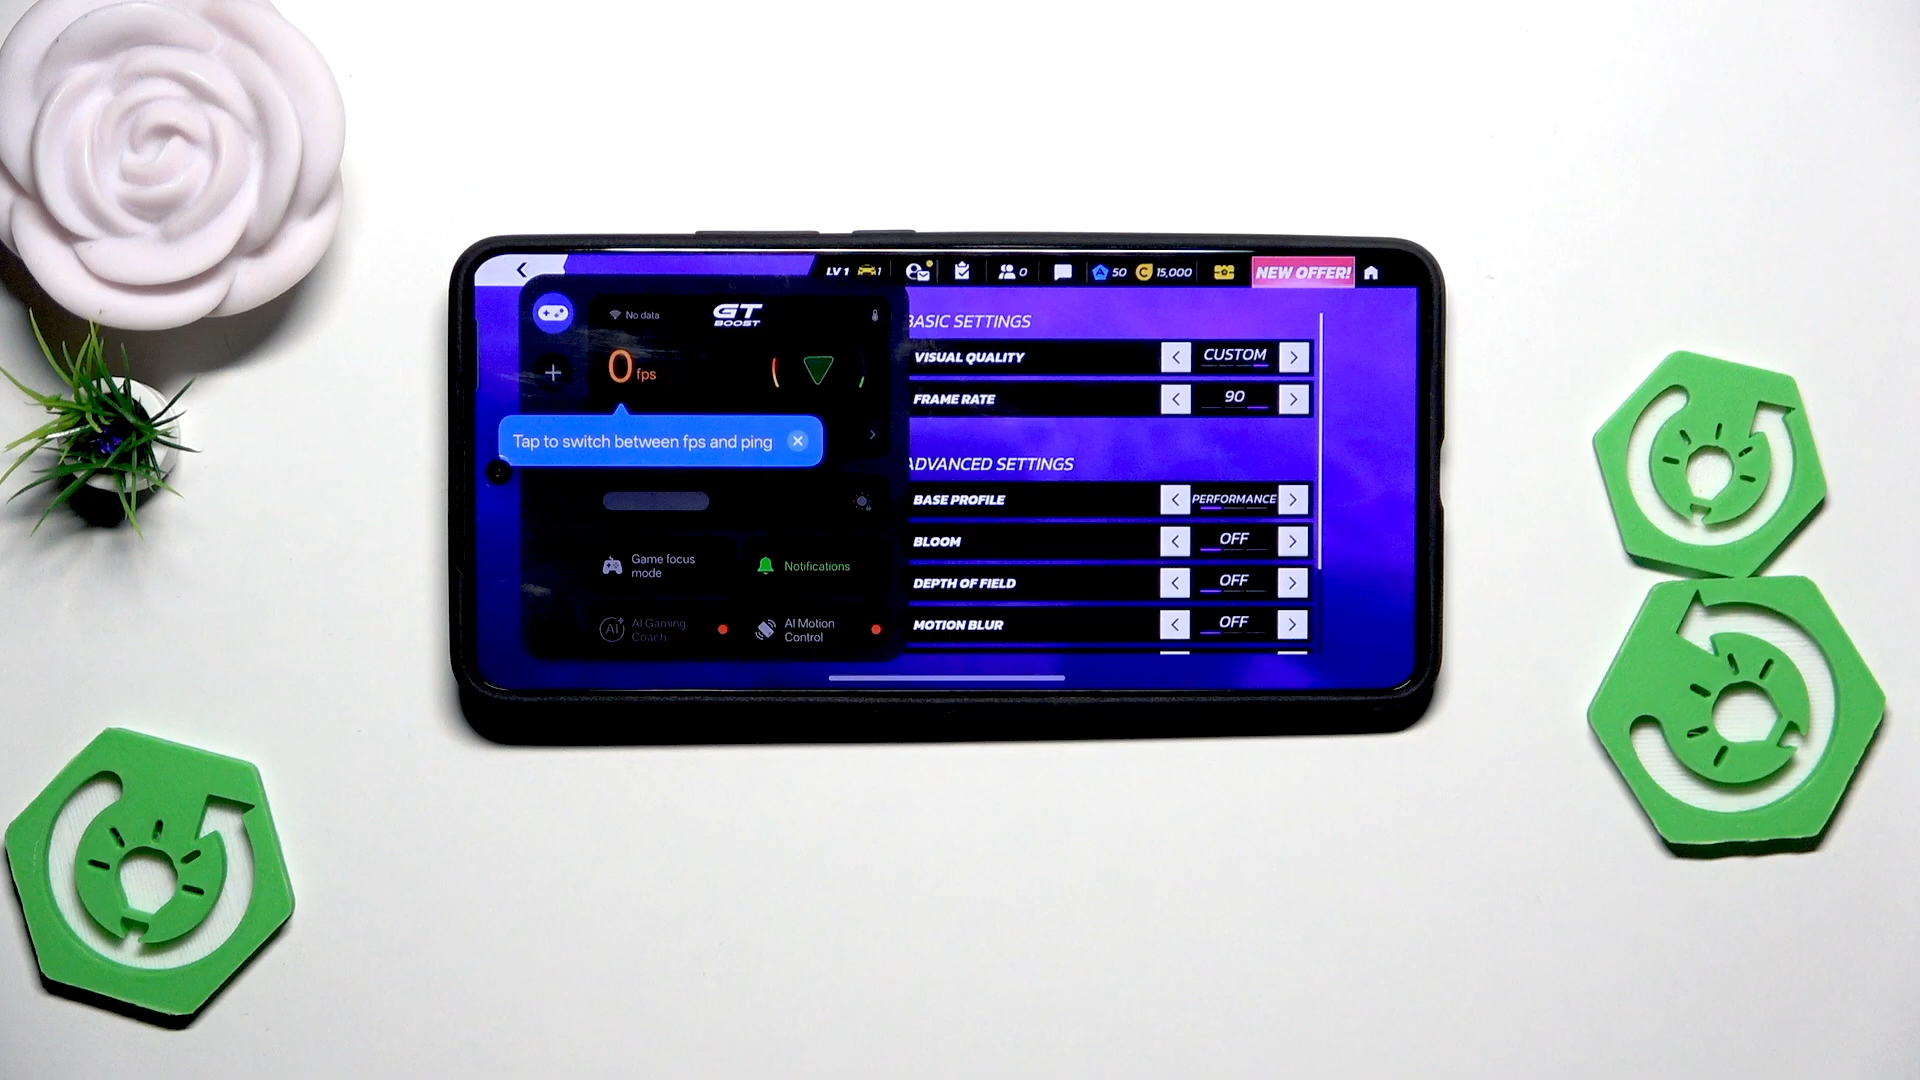 LV 1
1
0
50
15,000
NEW OFFER!
No data
GT
BOOST
0 fps
Tap to switch between fps and ping
Game focus
mode
Notifications
AI
AI Gaming
Coach
AI Motion
Control
BASIC SETTINGS
VISUAL QUALITY
CUSTOM
FRAME RATE
90
ADVANCED SETTINGS
BASE PROFILE
PERFORMANCE
BLOOM
OFF
DEPTH OF FIELD
OFF
MOTION BLUR
OFF